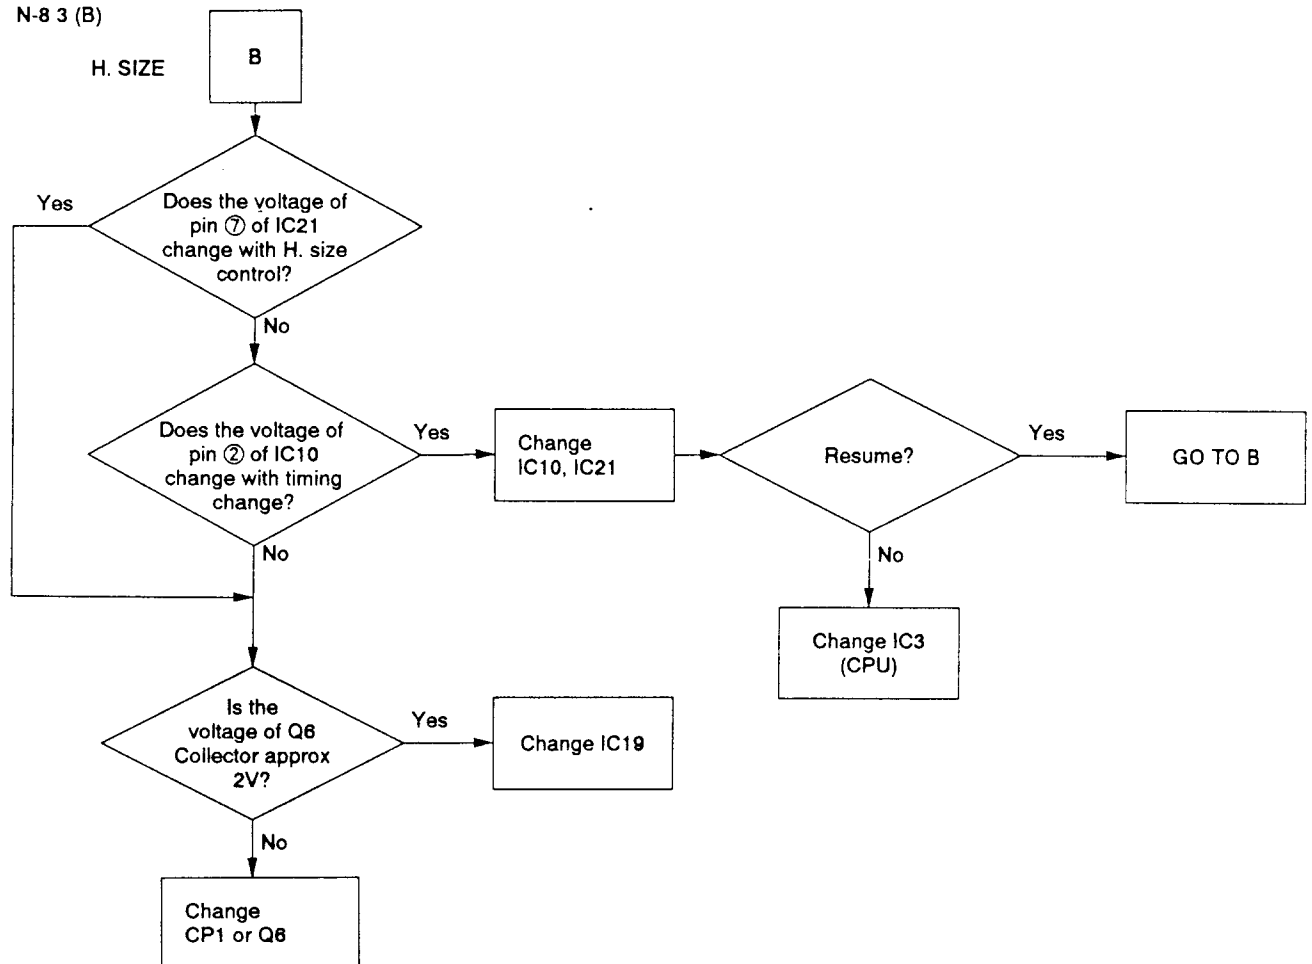 N-8 3 (B)
H. SIZE
B
Yes
Does the voltage of
pin ⑦ of IC21
change with H. size
control?
No
Does the voltage of
pin ② of IC10
change with timing
change?
Yes
Change
IC10, IC21
Resume?
Yes
GO TO B
No
No
Change IC3
(CPU)
Is the
voltage of Q6
Collector approx
2V?
Yes
Change IC19
No
Change
CP1 or Q6